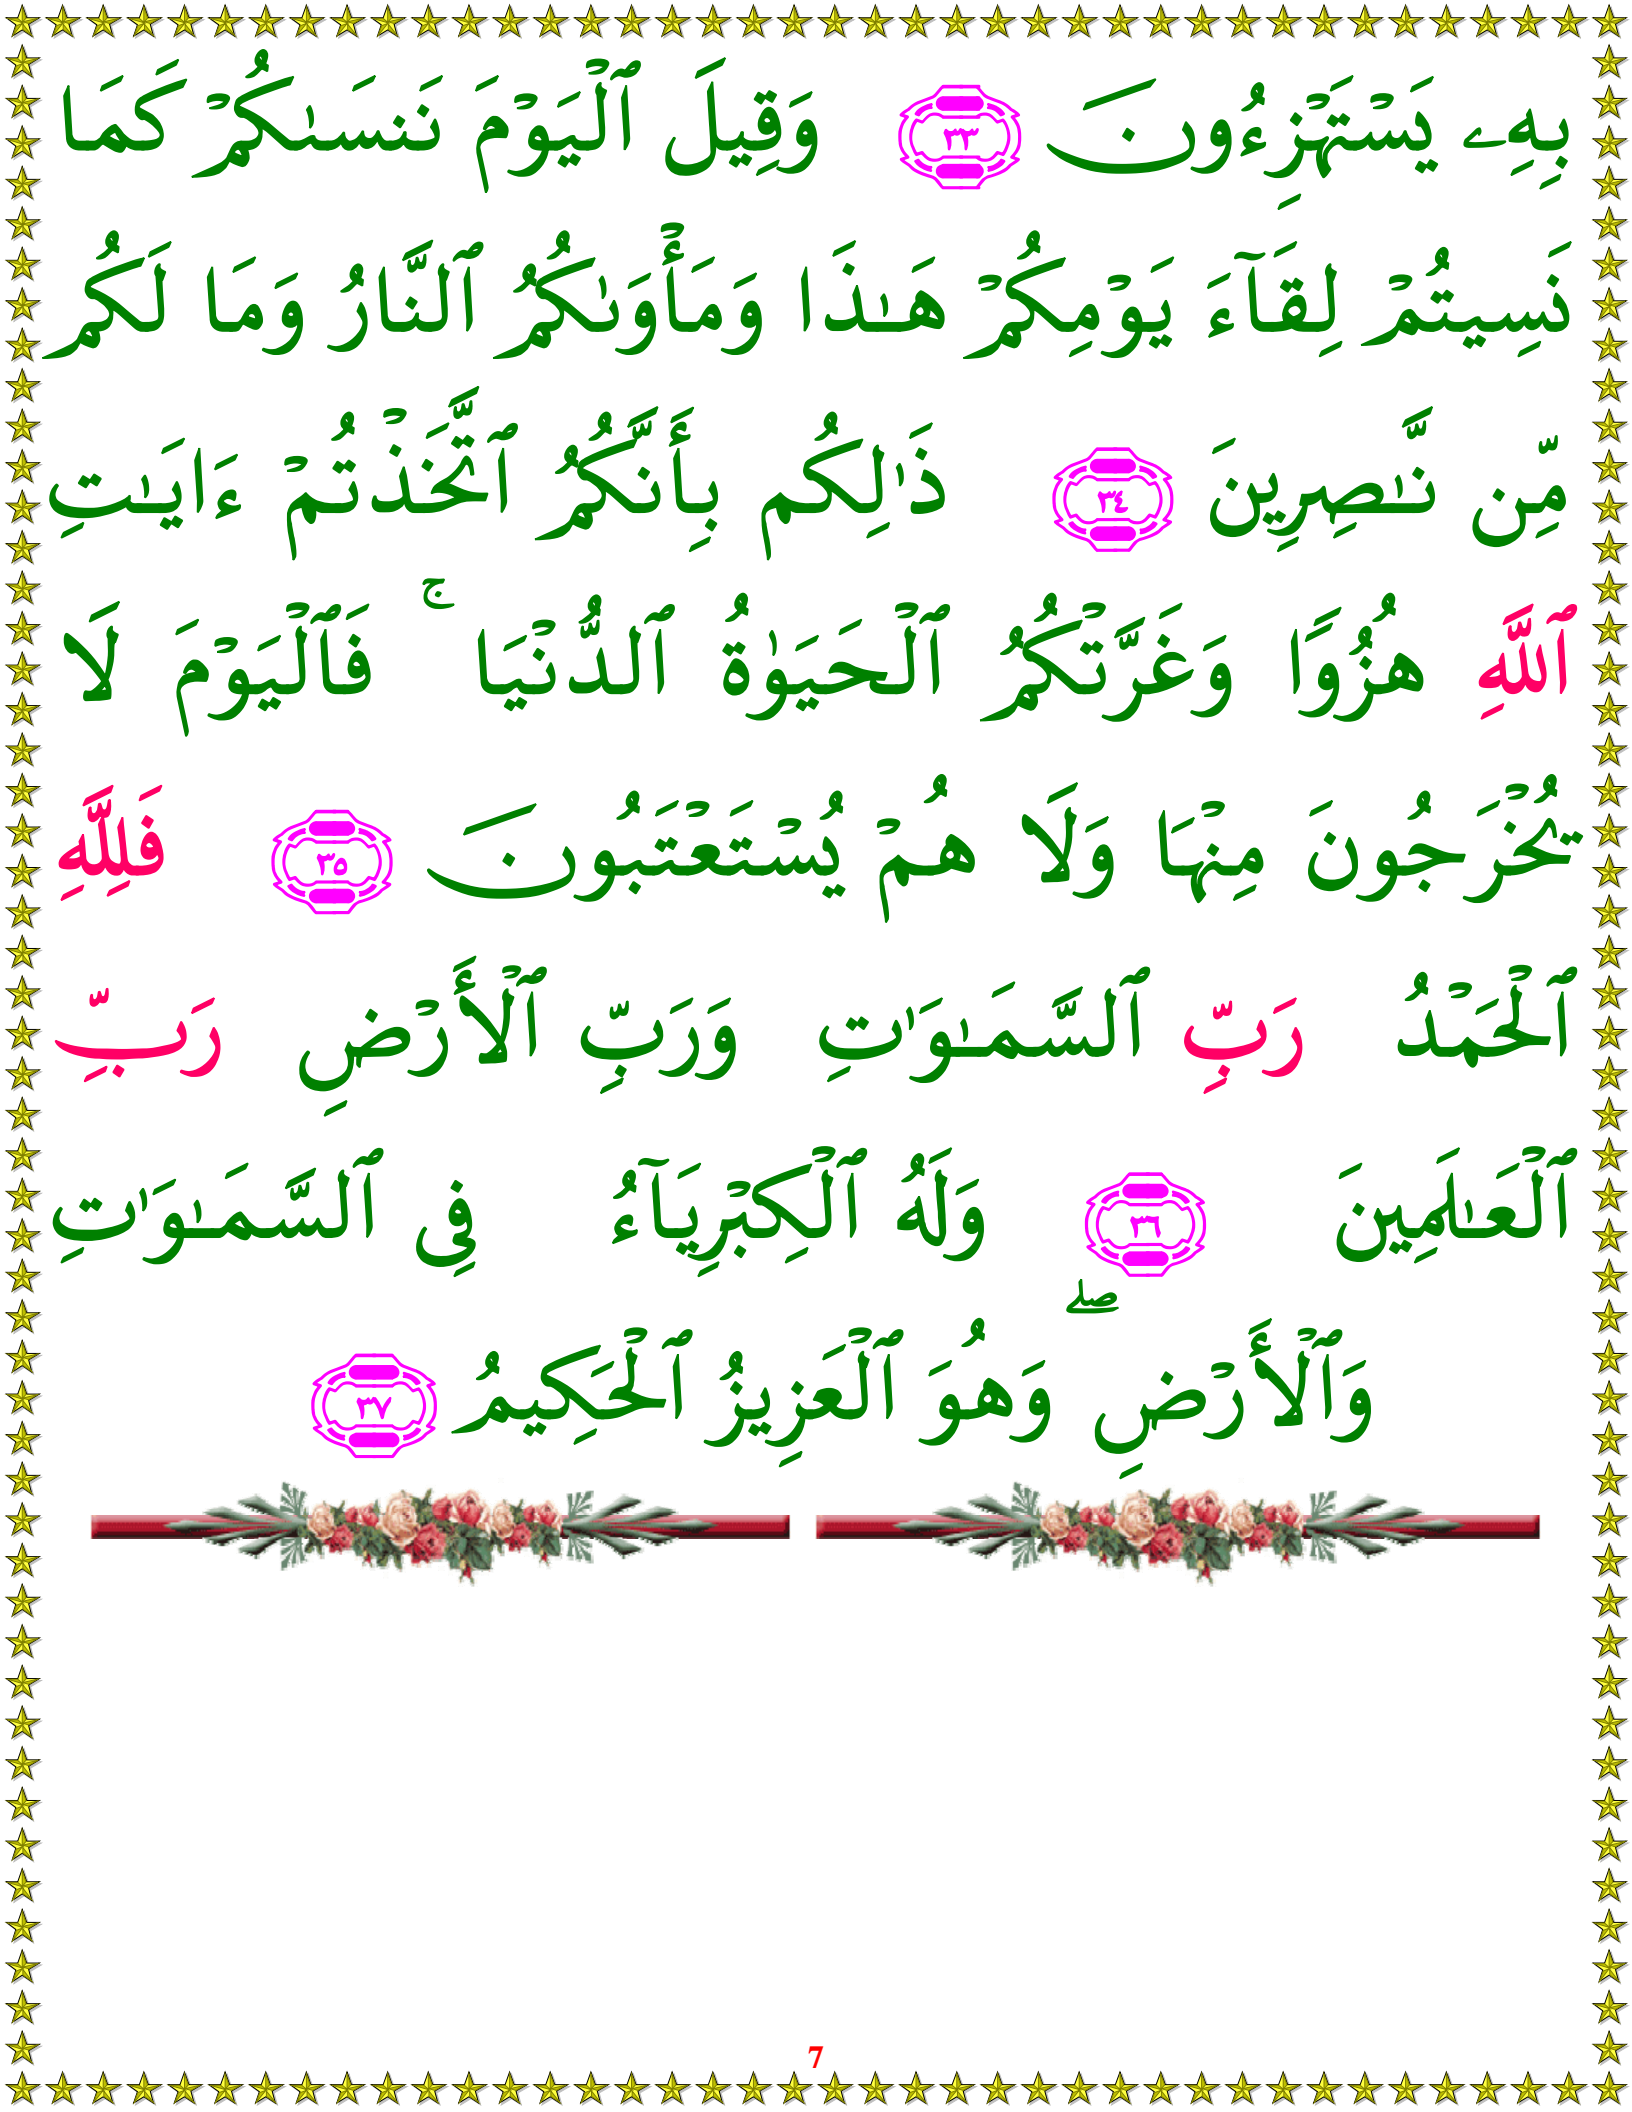 بِهِۦ يَسْتَهْزِءُونَ ٣٣ وَقِيلَ ٱلْيَوْمَ نَنسَىٰكُمْ كَمَا
نَسِيتُمْ لِقَآءَ يَوْمِكُمْ هَـٰذَا وَمَأْوَىٰكُمُ ٱلنَّارُ وَمَا لَكُم
مِّن نَّـٰصِرِينَ ٣٤ ذَٰلِكُم بِأَنَّكُمُ ٱتَّخَذْتُمْ ءَايَـٰتِ
ٱللَّهِ هُزُوًا وَغَرَّتْكُمُ ٱلْحَيَوٰةُ ٱلدُّنْيَا ۚ فَٱلْيَوْمَ لَا
يُخْرَجُونَ مِنْهَا وَلَا هُمْ يُسْتَعْتَبُونَ ٣٥ فَلِلَّهِ
ٱلْحَمْدُ رَبِّ ٱلسَّمَـٰوَٰتِ وَرَبِّ ٱلْأَرْضِ رَبِّ
ٱلْعَـٰلَمِينَ ٣٦ وَلَهُ ٱلْكِبْرِيَآءُ فِى ٱلسَّمَـٰوَٰتِ
وَٱلْأَرْضِ ۖ وَهُوَ ٱلْعَزِيزُ ٱلْحَكِيمُ ٣٧
7